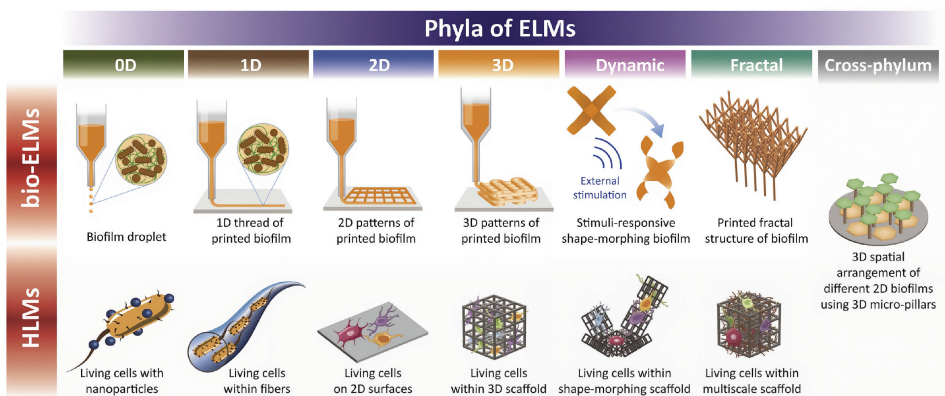 Phyla of ELMs
0D
1D
2D
3D
Dynamic
Fractal
Cross-phylum
bio-ELMs
Biofilm droplet
1D thread of
printed biofilm
2D patterns of
printed biofilm
3D patterns of
printed biofilm
External
stimulation
Stimuli-responsive
shape-morphing biofilm
Printed fractal
structure of biofilm
3D spatial
arrangement of
different 2D biofilms
using 3D micro-pillars
HLMs
Living cells with
nanoparticles
Living cells
within fibers
Living cells
on 2D surfaces
Living cells
within 3D scaffold
Living cells within
shape-morphing scaffold
Living cells within
multiscale scaffold